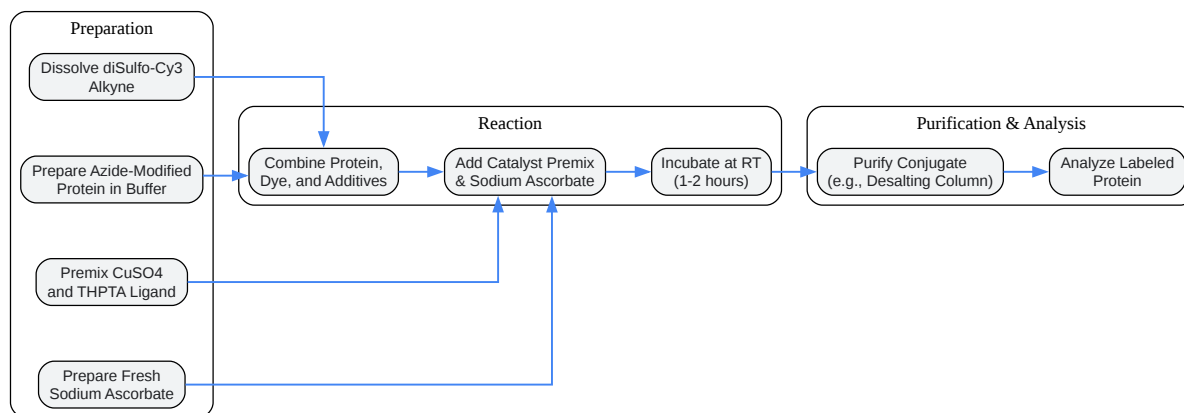 Preparation
Dissolve diSulfo-Cy3
Alkyne
Prepare Azide-Modified
Protein in Buffer
Premix CuSO4
and THPTA Ligand
Prepare Fresh
Sodium Ascorbate
Reaction
Combine Protein,
Dye, and Additives
Add Catalyst Premix
& Sodium Ascorbate
Incubate at RT
(1-2 hours)
Purification & Analysis
Purify Conjugate
(e.g., Desalting Column)
Analyze Labeled
Protein